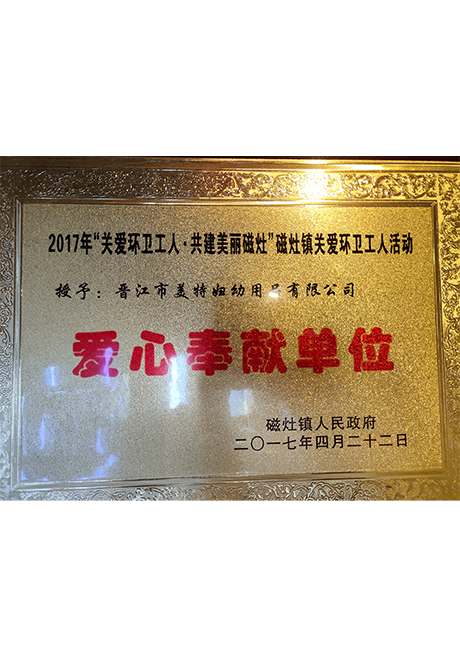 2017年“关爱环卫工人·共建美丽磁灶”磁灶镇关爱环卫工人活动
授予：晋江市美特妇幼用品有限公司
爱心奉献单位
磁灶镇人民政府
二〇一七年四月二十二日